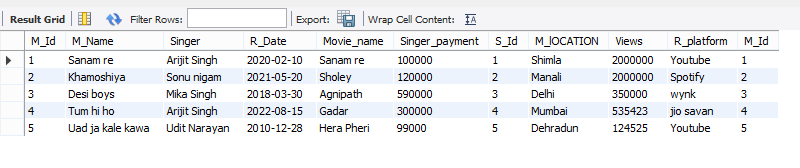 Result Grid Filter Rows: Export: Wrap Cell Content:
M_Id M_Name Singer R_Date Movie_name Singer_payment S_Id M_lOCATION Views R_platform M_Id
1 Sanam re Arijit Singh 2020-02-10 Sanam re 100000 1 Shimla 2000000 Youtube 1
2 Khamoshiya Sonu nigam 2021-05-20 Sholey 120000 2 Manali 2000000 Spotify 2
3 Desi boys Mika Singh 2018-03-30 Agnipath 590000 3 Delhi 350000 wynk 3
4 Tum hi ho Arijit Singh 2022-08-15 Gadar 300000 4 Mumbai 535423 jio savan 4
5 Uad ja kale kawa Udit Narayan 2010-12-28 Hera Pheri 99000 5 Dehradun 124525 Youtube 5